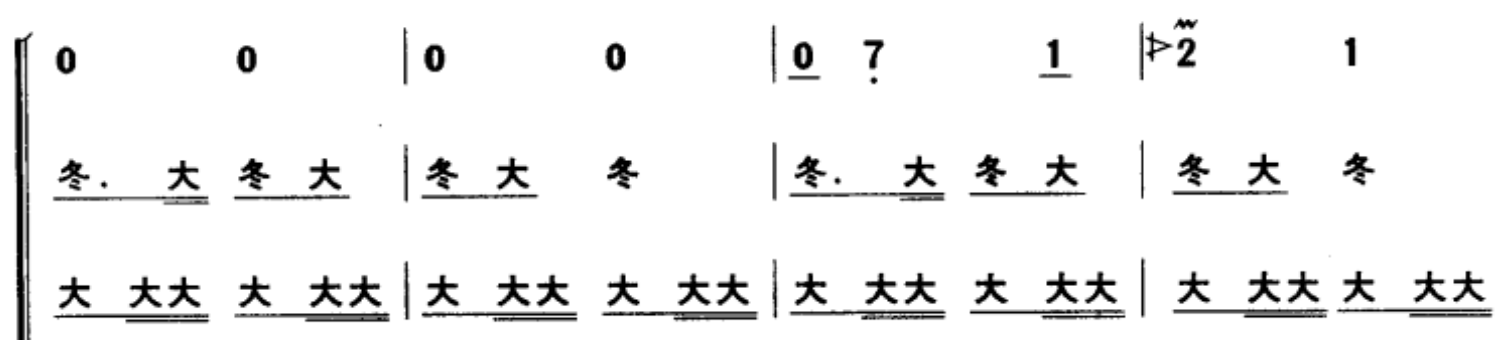 0 0 | 0 0 | 0 7 1 | 2 1
冬. 大 冬 大 | 冬 大 冬 | 冬. 大 冬 大 | 冬 大 冬
大 大大 大 大大 | 大 大大 大 大大 | 大 大大 大 大大 | 大 大大 大 大大